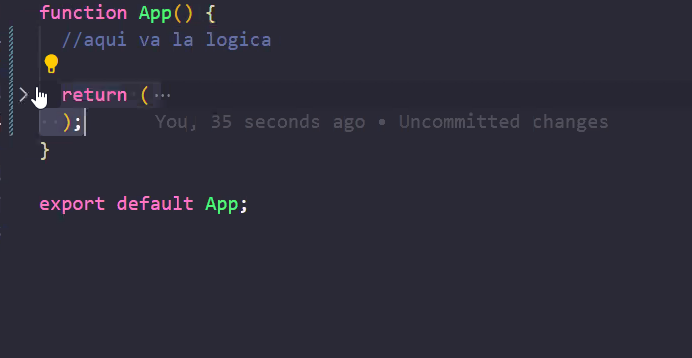 function App() {
//aqui va la logica
return ( ⋯
); You, 35 seconds ago • Uncommitted changes
}
export default App;